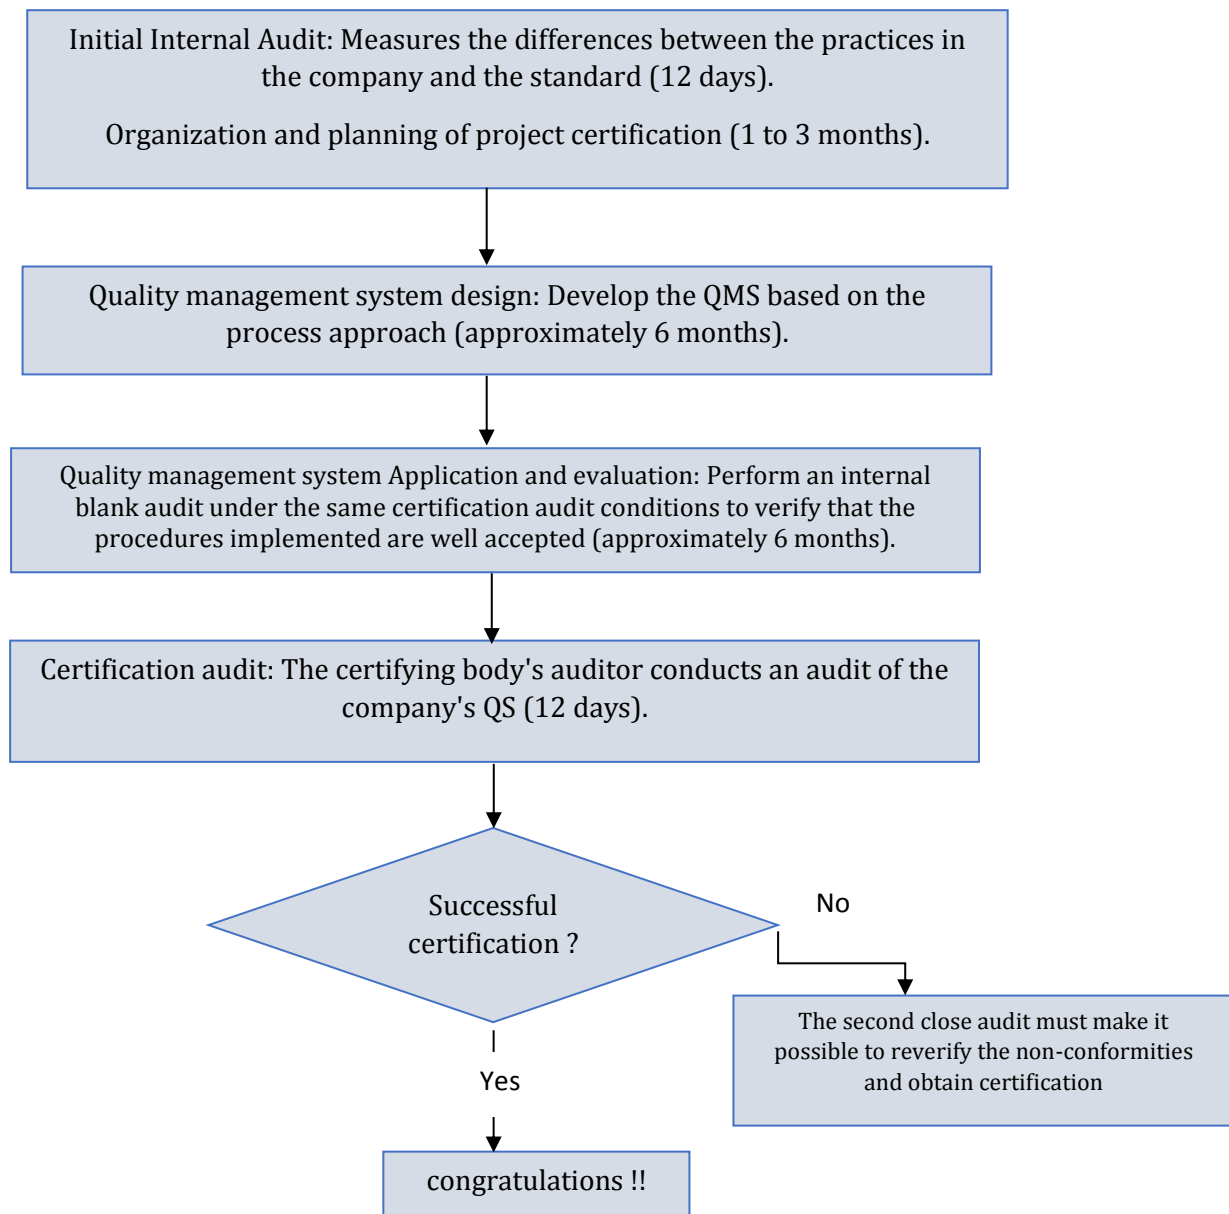 Initial Internal Audit: Measures the differences between the practices in
the company and the standard (12 days).
Organization and planning of project certification (1 to 3 months).
Quality management system design: Develop the QMS based on the
process approach (approximately 6 months).
Quality management system Application and evaluation: Perform an internal
blank audit under the same certification audit conditions to verify that the
procedures implemented are well accepted (approximately 6 months).
Certification audit: The certifying body's auditor conducts an audit of the
company's QS (12 days).
Successful
certification ?
No
The second close audit must make it
possible to reverify the non-conformities
and obtain certification
Yes
congratulations !!